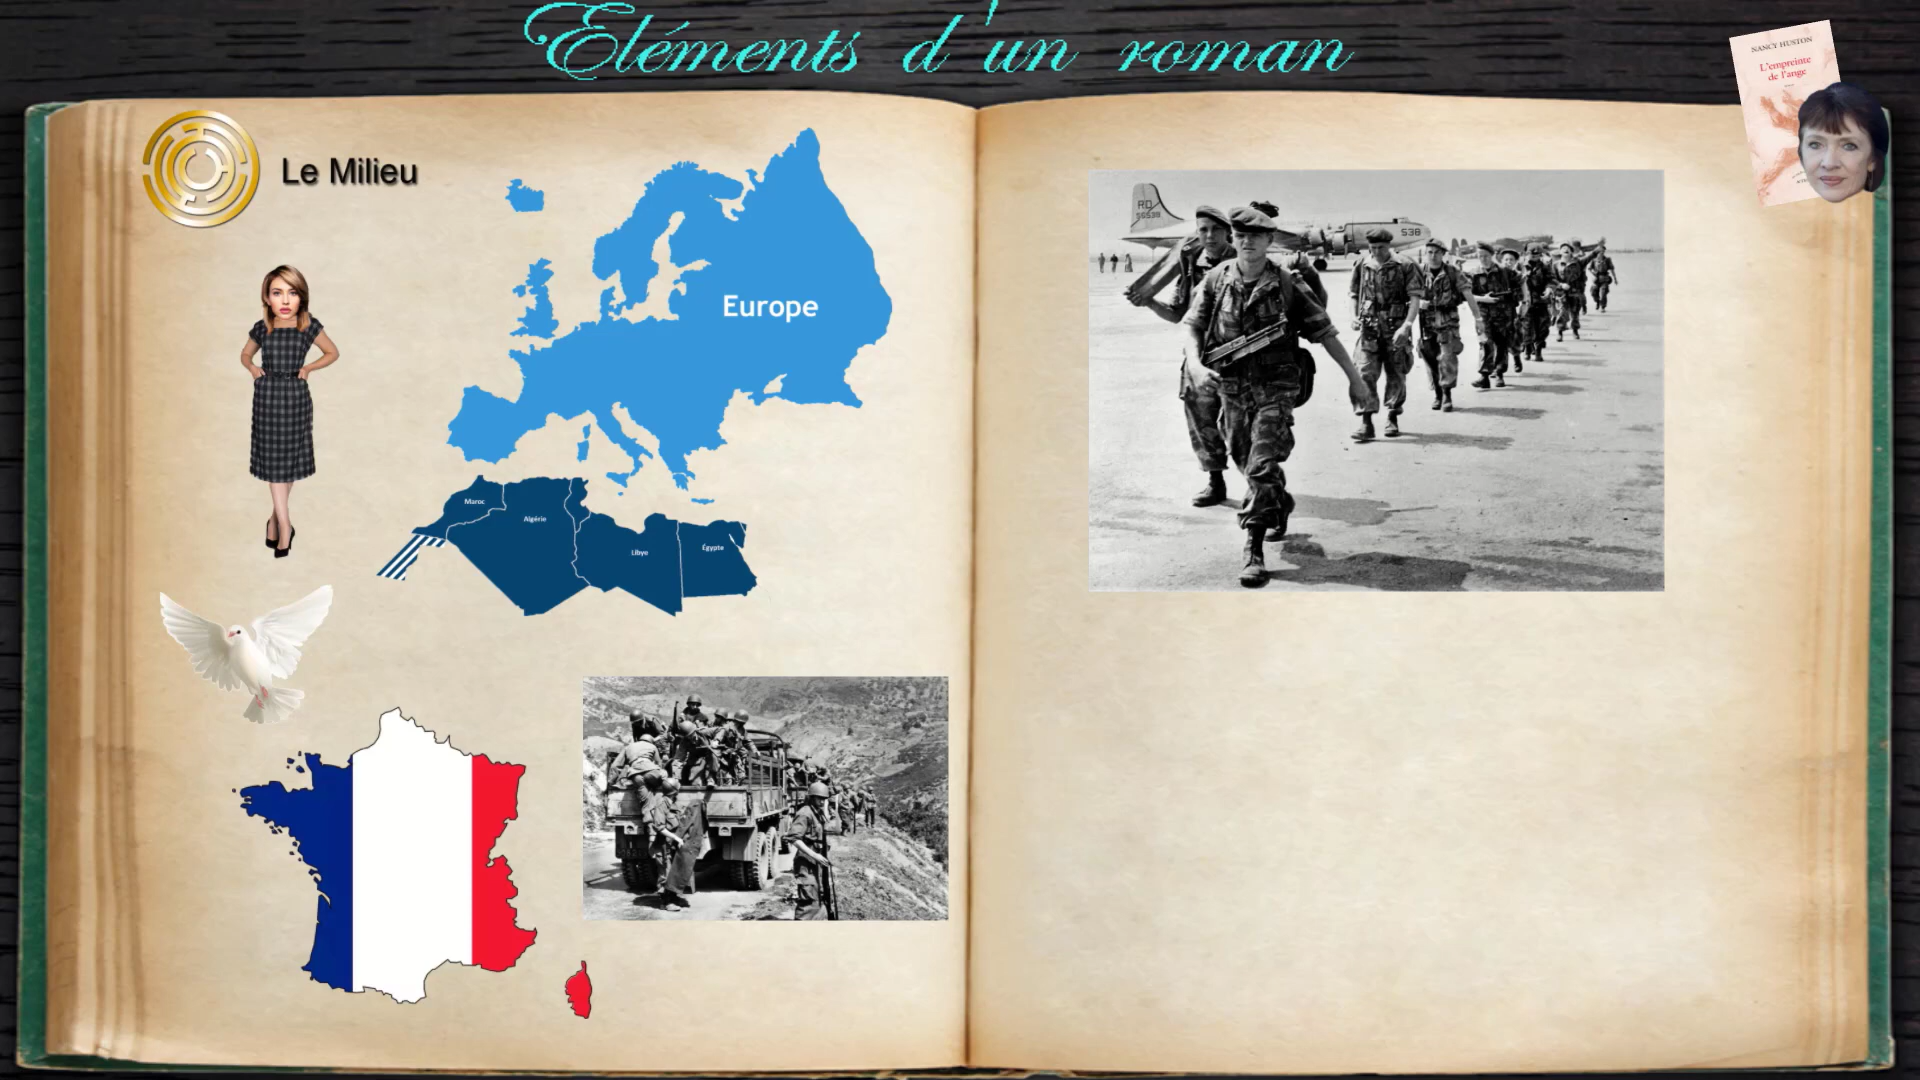 Eléments d'un roman
NANCY HUSTON
L'empreinte
de l'ange
Le Milieu
Europe
Maroc
Algérie
Libye
Égypte
RD
538